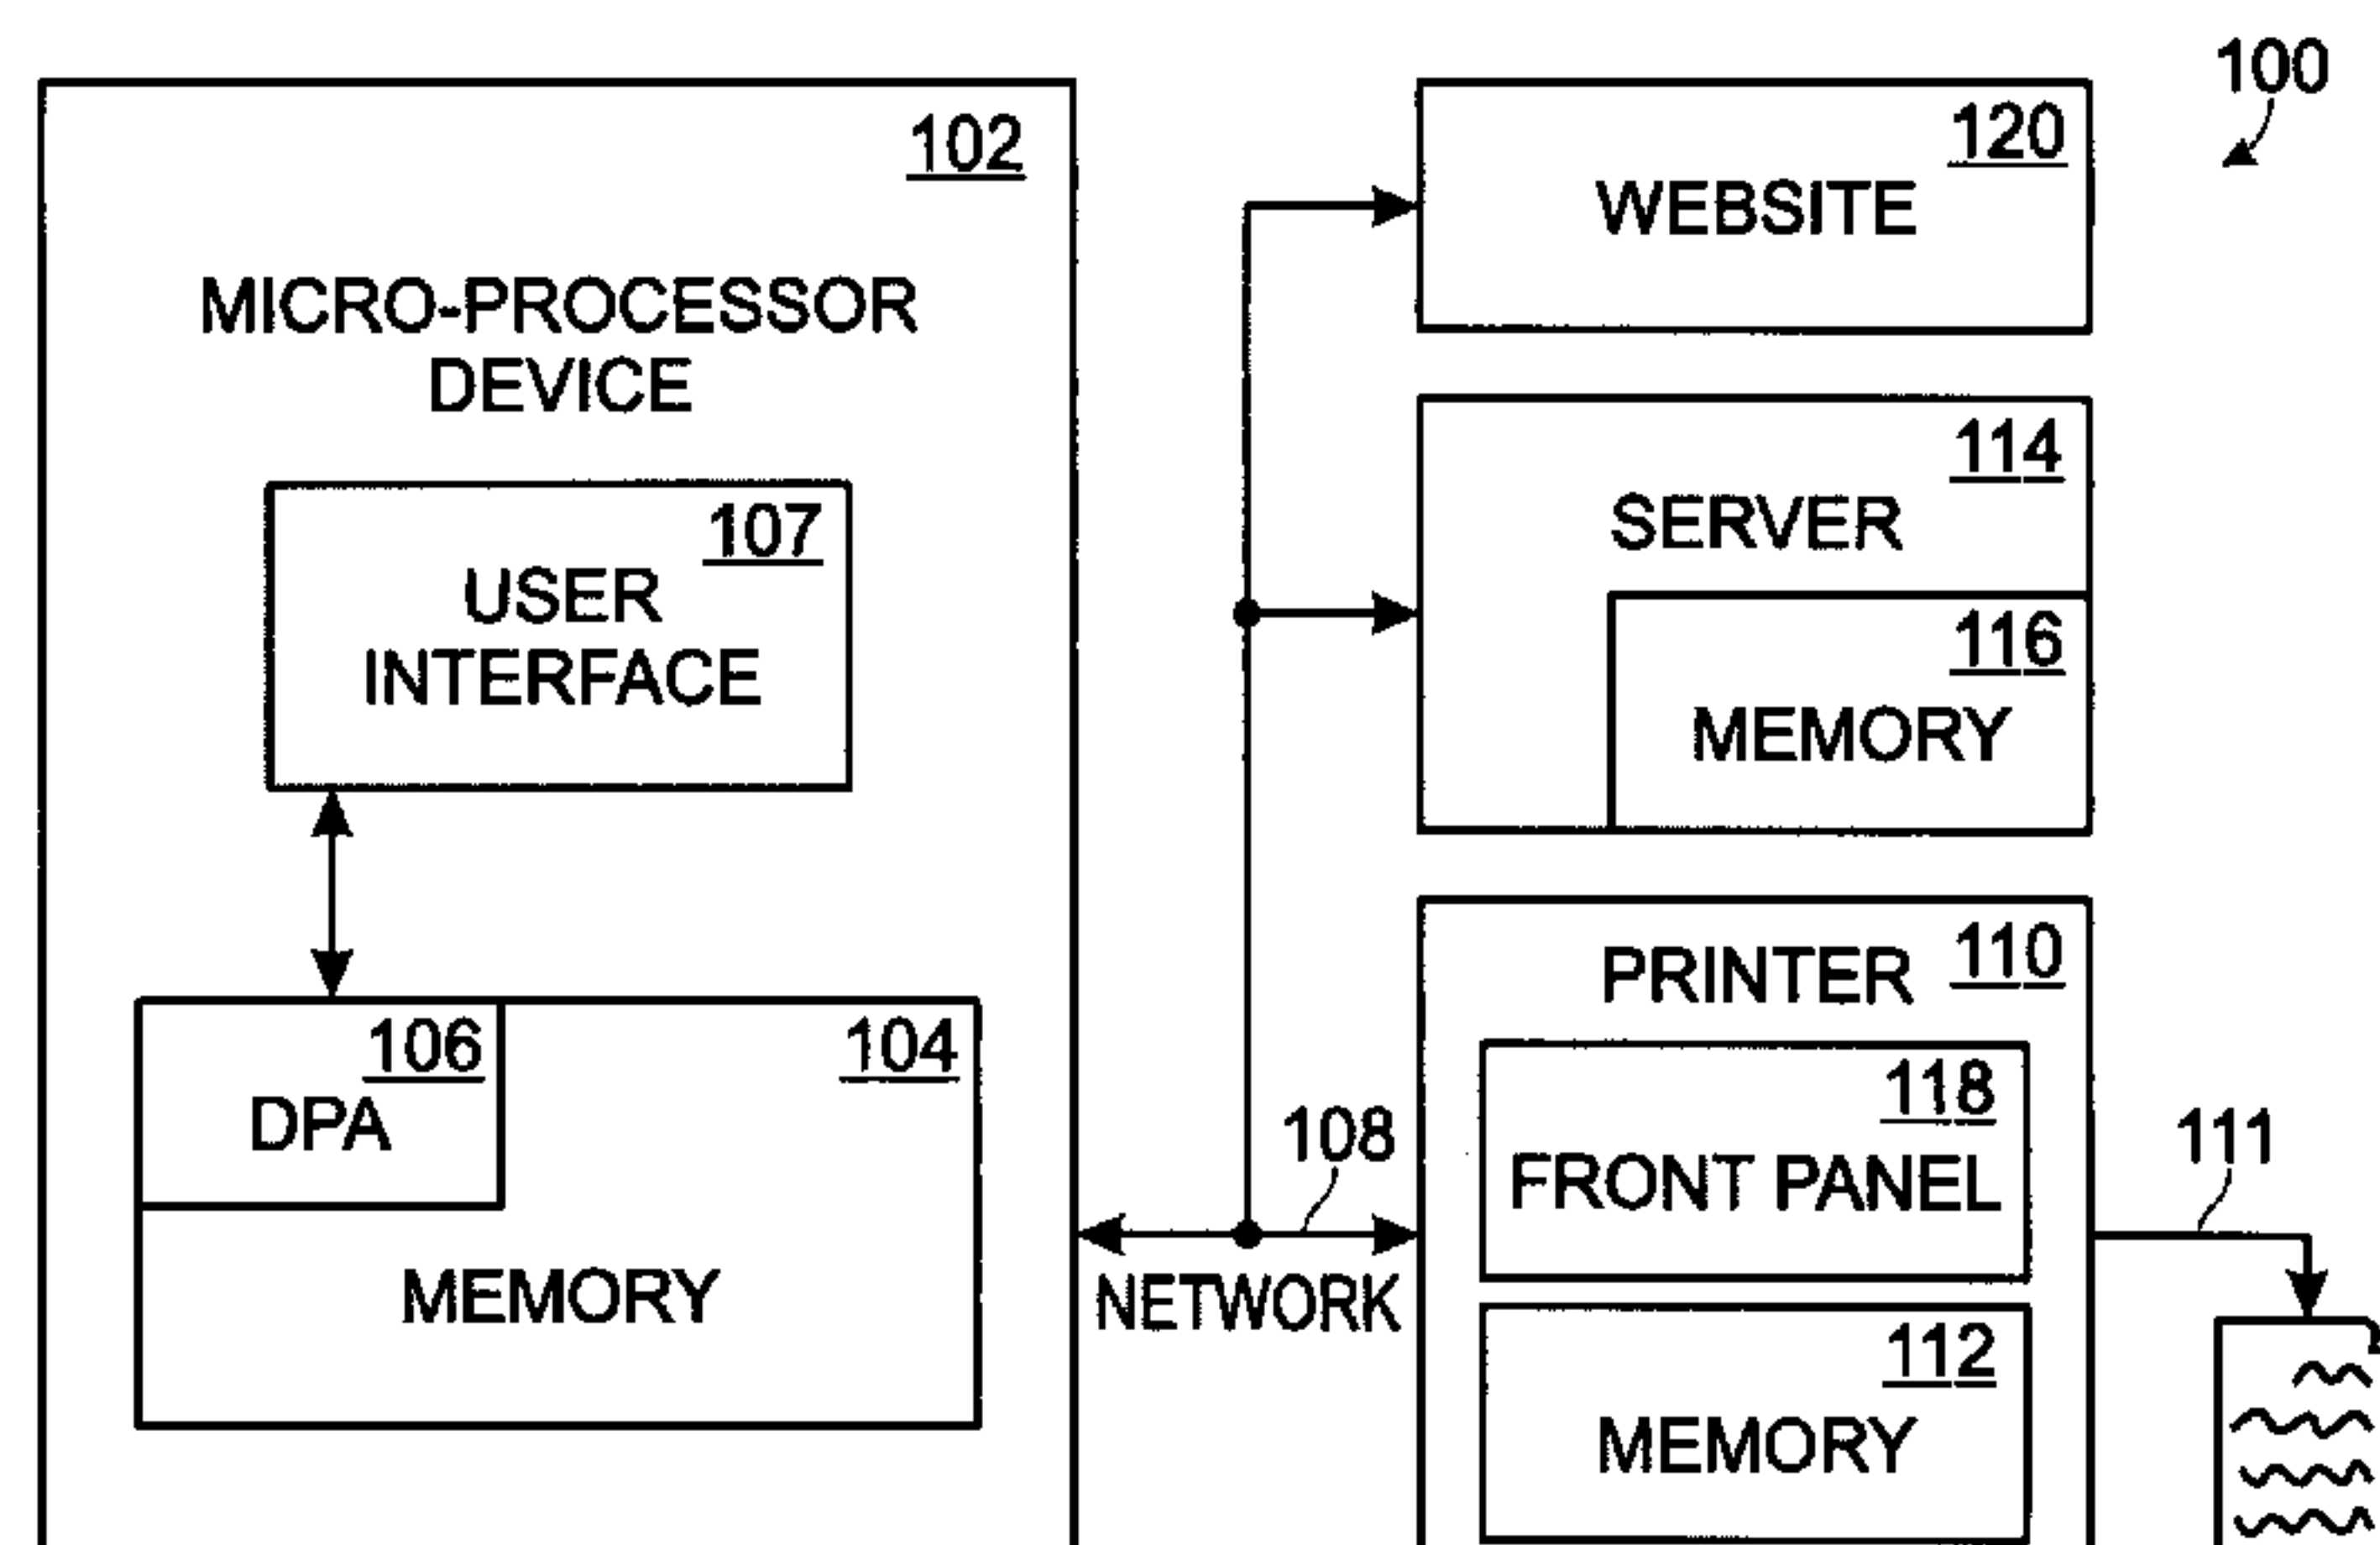 100
102
MICRO-PROCESSOR
DEVICE
107
USER
INTERFACE
106
DPA
104
MEMORY
108
NETWORK
120
WEBSITE
114
SERVER
116
MEMORY
PRINTER 110
118
FRONT PANEL
112
MEMORY
111